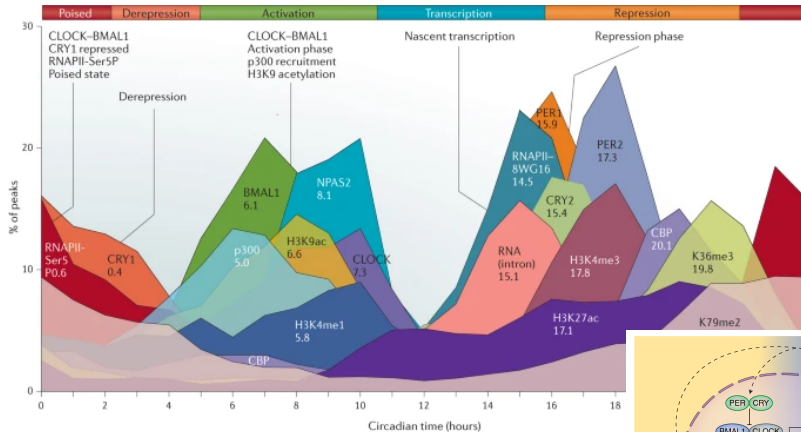 Poised Derepression Activation Transcription Repression
CLOCK–BMAL1
CRY1 repressed
RNAPII-Ser5P
Poised state
Derepression
CLOCK–BMAL1
Activation phase
p300 recruitment
H3K9 acetylation
Nascent transcription
Repression phase
30
20
10
0
% of peaks
RNAPII-
Ser5
P0.6
CRY1
0.4
BMAL1
6.1
p300
5.0
NPAS2
8.1
H3K9ac
6.6
CLOCK
7.3
H3K4me1
5.8
CBP
PER1
15.9
RNAPII–
8WG16
14.5
CRY2
15.4
RNA
(intron)
15.1
PER2
17.3
H3K4me3
17.8
H3K27ac
17.1
CBP
20.1
K36me3
19.8
K79me2
0 2 4 6 8 10 12 14 16 18
Circadian time (hours)
PER CRY
BMAL1 CLOCK